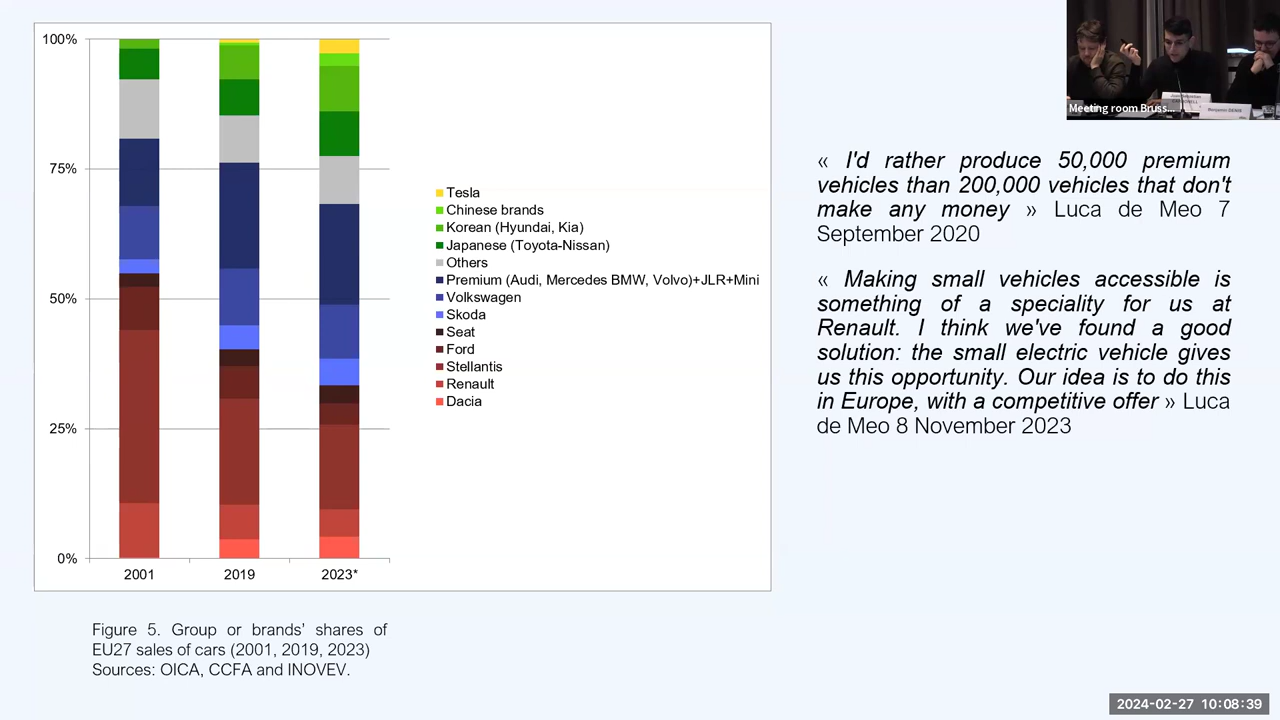 100%
75%
50%
25%
0%
2001
2019
2023*
Tesla
Chinese brands
Korean (Hyundai, Kia)
Japanese (Toyota-Nissan)
Others
Premium (Audi, Mercedes BMW, Volvo)+JLR+Mini
Volkswagen
Skoda
Seat
Ford
Stellantis
Renault
Dacia
Figure 5. Group or brands' shares of
EU27 sales of cars (2001, 2019, 2023)
Sources: OICA, CCFA and INOVEV.
Meeting room Bruss...
« I'd rather produce 50,000 premium
vehicles than 200,000 vehicles that don't
make any money » Luca de Meo 7
September 2020
« Making small vehicles accessible is
something of a speciality for us at
Renault. I think we've found a good
solution: the small electric vehicle gives
us this opportunity. Our idea is to do this
in Europe, with a competitive offer » Luca
de Meo 8 November 2023
2024-02-27 10:08:39